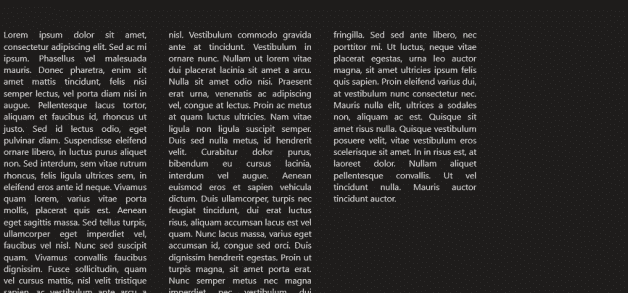 Lorem ipsum dolor sit amet,
consectetur adipiscing elit. Sed ac mi
ipsum. Phasellus vel malesuada
mauris. Donec pharetra, enim sit
amet mattis tincidunt, felis nisi
semper lectus, vel porta diam nisi in
augue. Pellentesque lacus tortor,
aliquam et faucibus id, rhoncus ut
justo. Sed id lectus odio, eget
pulvinar diam. Suspendisse eleifend
ornare libero, in luctus purus aliquet
non. Sed interdum, sem vitae rutrum
rhoncus, felis ligula ultrices sem, in
eleifend eros ante id neque. Vivamus
quam lorem, varius vitae porta
mollis, placerat quis est. Aenean
eget sagittis massa. Sed tellus turpis,
ullamcorper eget imperdiet vel,
faucibus vel nisl. Nunc sed suscipit
quam. Vivamus convallis faucibus
dignissim. Fusce sollicitudin, quam
vel cursus mattis, nisl velit tristique
sapien, ac vestibulum ante arcu a
nisl. Vestibulum commodo gravida
ante at tincidunt. Vestibulum in
ornare nunc. Nullam ut lorem vitae
dui placerat lacinia sit amet a arcu.
Nulla sit amet odio nisi. Praesent
erat urna, venenatis ac adipiscing
vel, congue at lectus. Proin ac metus
at quam luctus ultricies. Nam vitae
ligula non ligula suscipit semper.
Duis sed nulla metus, id hendrerit
velit. Curabitur dolor purus,
bibendum eu cursus lacinia,
interdum vel augue. Aenean
euismod eros et sapien vehicula
dictum. Duis ullamcorper, turpis nec
feugiat tincidunt, dui erat luctus
risus, aliquam accumsan lacus est vel
quam. Nunc lacus massa, varius eget
accumsan id, congue sed orci. Duis
dignissim hendrerit egestas. Proin ut
turpis magna, sit amet porta erat.
Nunc semper metus nec magna
imperdiet nec vestibulum dui
fringilla. Sed sed ante libero, nec
porttitor mi. Ut luctus, neque vitae
placerat egestas, urna leo auctor
magna, sit amet ultricies ipsum felis
quis sapien. Proin eleifend varius dui,
at vestibulum nunc consectetur nec.
Mauris nulla elit, ultrices a sodales
non, aliquam ac est. Quisque sit
amet risus nulla. Quisque vestibulum
posuere velit, vitae vestibulum eros
scelerisque sit amet. In in risus est, at
laoreet dolor. Nullam aliquet
pellentesque convallis. Ut vel
tincidunt nulla. Mauris auctor
tincidunt auctor.